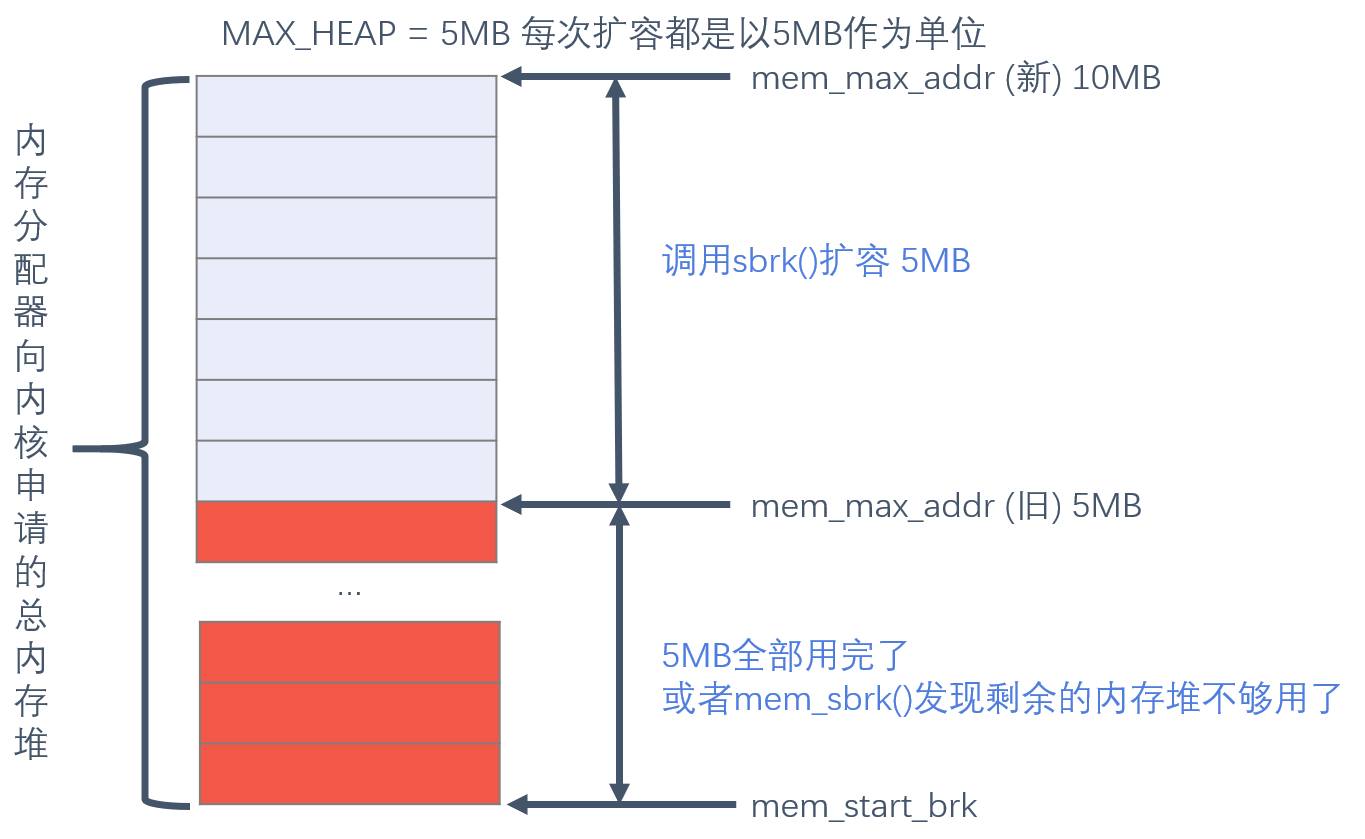 MAX_HEAP = 5MB 每次扩容都是以5MB作为单位
mem_max_addr (新) 10MB
内存分配器向内核申请的总内存堆
调用sbrk()扩容 5MB
mem_max_addr (旧) 5MB
...
5MB全部用完了
或者mem_sbrk()发现剩余的内存堆不够用了
mem_start_brk